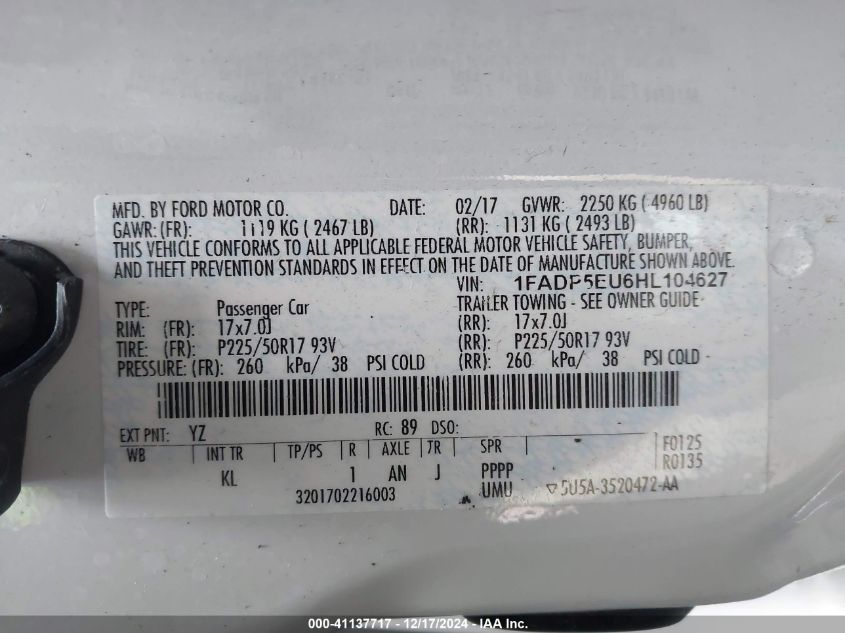 MFD. BY FORD MOTOR CO. DATE: 02/17 GVWR: 2250 KG ( 4960 LB)
GAWR: (FR): 1119 KG ( 2467 LB) (RR): 1131 KG ( 2493 LB)
THIS VEHICLE CONFORMS TO ALL APPLICABLE FEDERAL MOTOR VEHICLE SAFETY, BUMPER,
AND THEFT PREVENTION STANDARDS IN EFFECT ON THE DATE OF MANUFACTURE SHOWN ABOVE.
VIN: 1FADP5EU6HL104627
TYPE: Passenger Car TRAILER TOWING - SEE OWNER GUIDE
RIM: (FR): 17x7.0J (RR): 17x7.0J
TIRE: (FR): P225/50R17 93V (RR): P225/50R17 93V
PRESSURE: (FR): 260 kPa/ 38 PSI COLD (RR): 260 kPa/ 38 PSI COLD
EXT PNT: YZ RC: 89 DSO:
WB INT TR TP/PS R AXLE TR SPR F0125
KL 1 AN J PPPP R0135
3201702216003 UMU ▽5U5A-3520472-AA
000-41137717 - 12/17/2024 - IAA Inc.